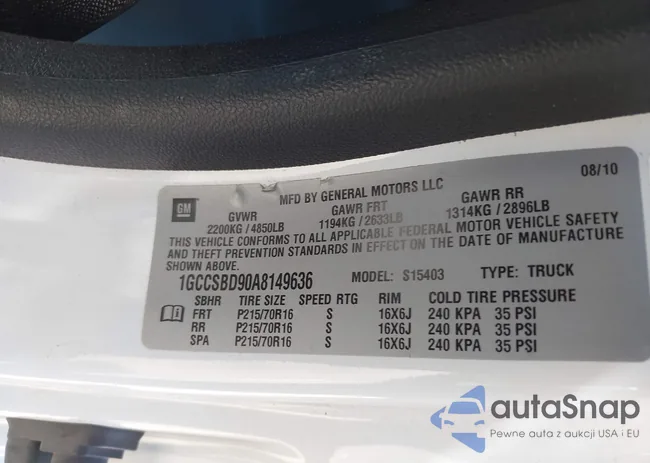 GM
MFD BY GENERAL MOTORS LLC 08/10
GVWR GAWR FRT GAWR RR
2200KG / 4850LB 1194KG / 2633LB 1314KG / 2896LB
THIS VEHICLE CONFORMS TO ALL APPLICABLE FEDERAL MOTOR VEHICLE SAFETY
AND THEFT PREVENTION STANDARDS IN EFFECT ON THE DATE OF MANUFACTURE
SHOWN ABOVE.
1GCCSBD90A8149636 MODEL: S15403 TYPE: TRUCK
SBHR TIRE SIZE SPEED RTG RIM COLD TIRE PRESSURE
FRT P215/70R16 S 16X6J 240 KPA 35 PSI
RR P215/70R16 S 16X6J 240 KPA 35 PSI
SPA P215/70R16 S 16X6J 240 KPA 35 PSI
autaSnap
Pewne auta z aukcji USA i EU